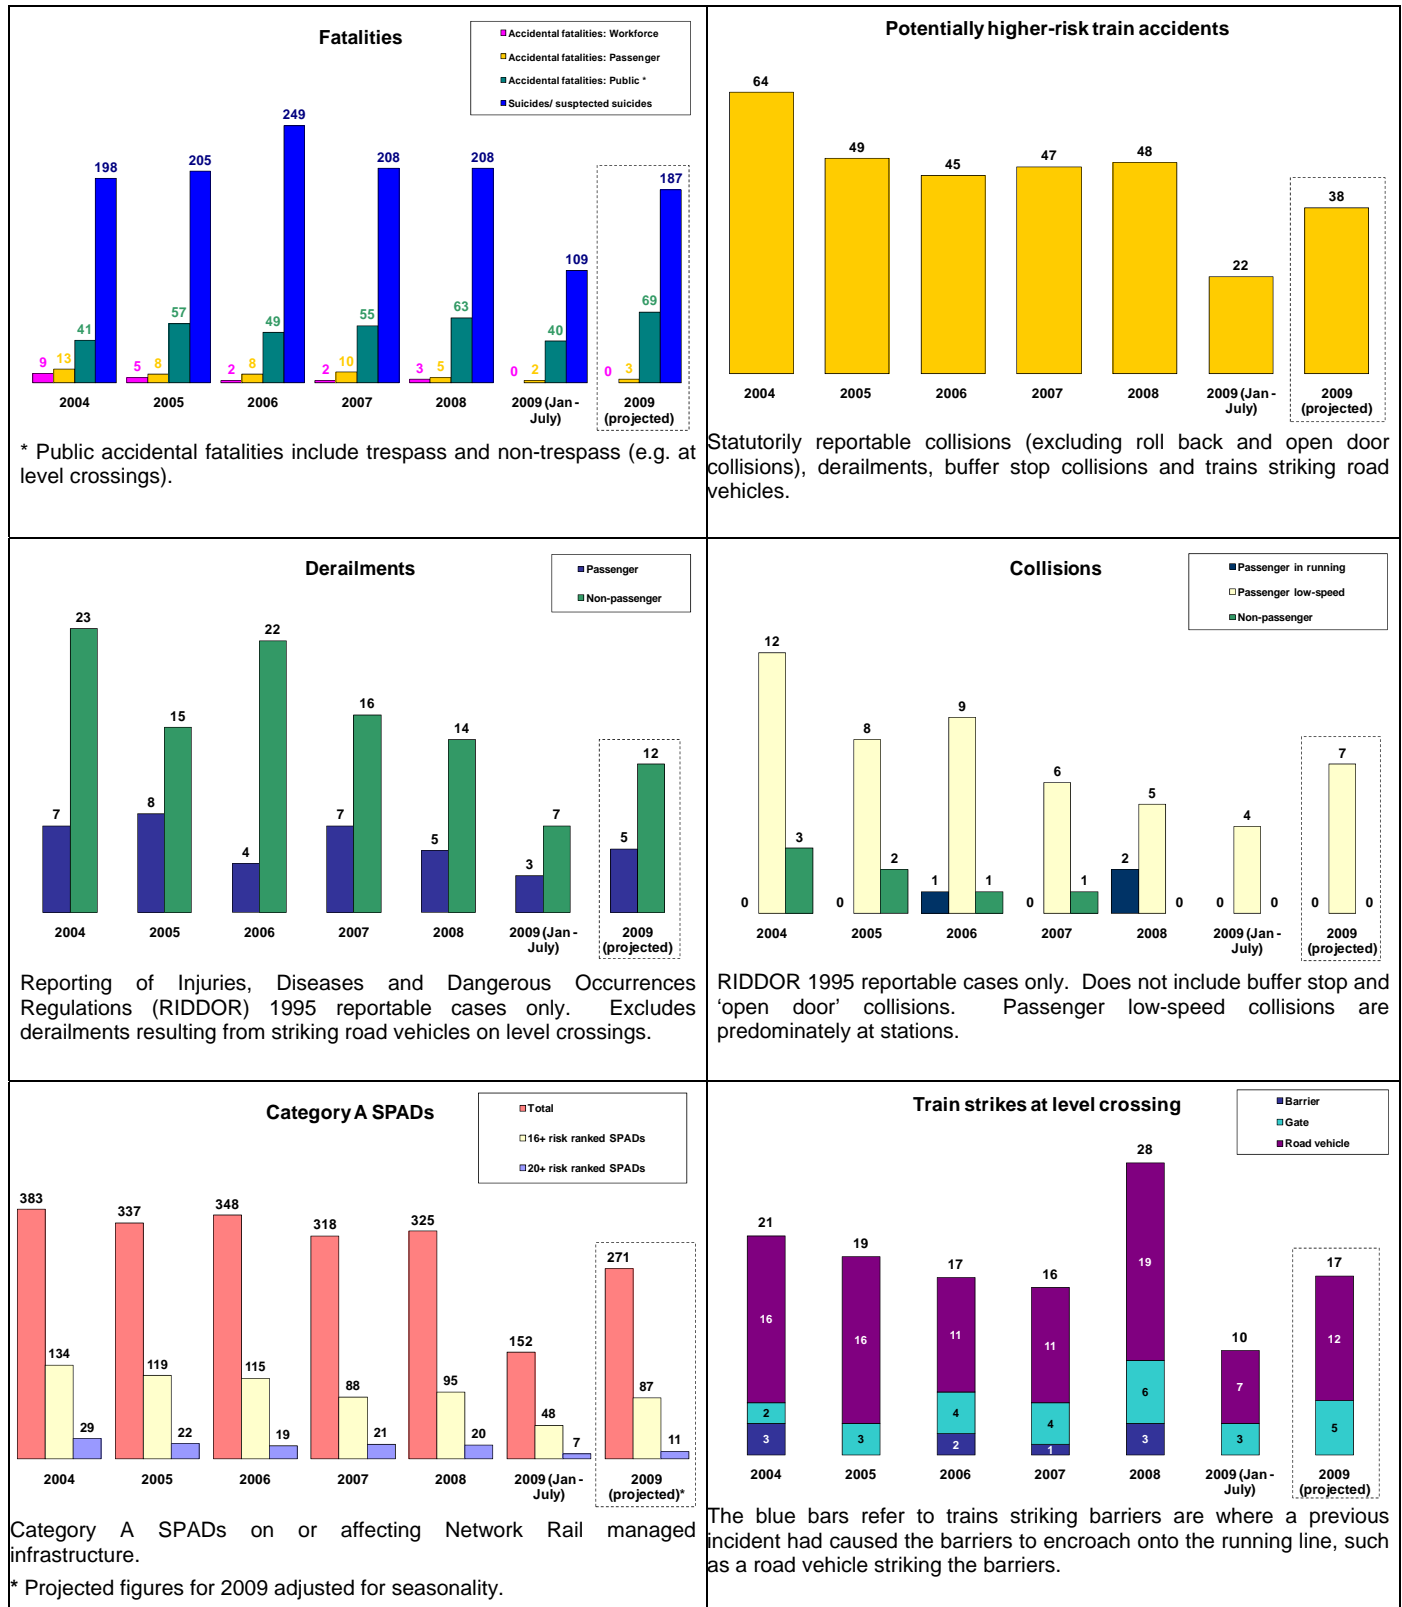 Fatalities
Accidental fatalities: Workforce
Accidental fatalities: Passenger
Accidental fatalities: Public *
Suicides/ susptected suicides
9 13 41 198
5 8 57 205
2 8 49 249
2 10 55 208
3 5 63 208
0 2 40 109
0 3 69 187
2004 2005 2006 2007 2008 2009 (Jan - 2009
July) (projected)
* Public accidental fatalities include trespass and non-trespass (e.g. at
level crossings).
Potentially higher-risk train accidents
64 49 45 47 48 22 38
2004 2005 2006 2007 2008 2009 (Jan - 2009
July) (projected)
Statutorily reportable collisions (excluding roll back and open door
collisions), derailments, buffer stop collisions and trains striking road
vehicles.
Derailments
Passenger
Non-passenger
7 23
8 15
4 22
7 16
5 14
3 7
5 12
2004 2005 2006 2007 2008 2009 (Jan - 2009
July) (projected)
Reporting of Injuries, Diseases and Dangerous Occurrences
Regulations (RIDDOR) 1995 reportable cases only. Excludes
derailments resulting from striking road vehicles on level crossings.
Collisions
Passenger in running
Passenger low-speed
Non-passenger
0 12 3
0 8 2
1 9 1
0 6 1
2 5 0
0 4 0
0 7 0
2004 2005 2006 2007 2008 2009 (Jan - 2009
July) (projected)
RIDDOR 1995 reportable cases only. Does not include buffer stop and
‘open door’ collisions. Passenger low-speed collisions are
predominately at stations.
Category A SPADs
Total
16+ risk ranked SPADs
20+ risk ranked SPADs
383 134 29
337 119 22
348 115 19
318 88 21
325 95 20
152 48 7
271 87 11
2004 2005 2006 2007 2008 2009 (Jan - 2009
July) (projected)*
Category A SPADs on or affecting Network Rail managed
infrastructure.
* Projected figures for 2009 adjusted for seasonality.
Train strikes at level crossing
Barrier
Gate
Road vehicle
21 16 2 3
19 16 3
17 11 4 2
16 11 4 1
28 19 6 3
10 7 3
17 12 5
2004 2005 2006 2007 2008 2009 (Jan - 2009
July) (projected)
The blue bars refer to trains striking barriers are where a previous
incident had caused the barriers to encroach onto the running line, such
as a road vehicle striking the barriers.